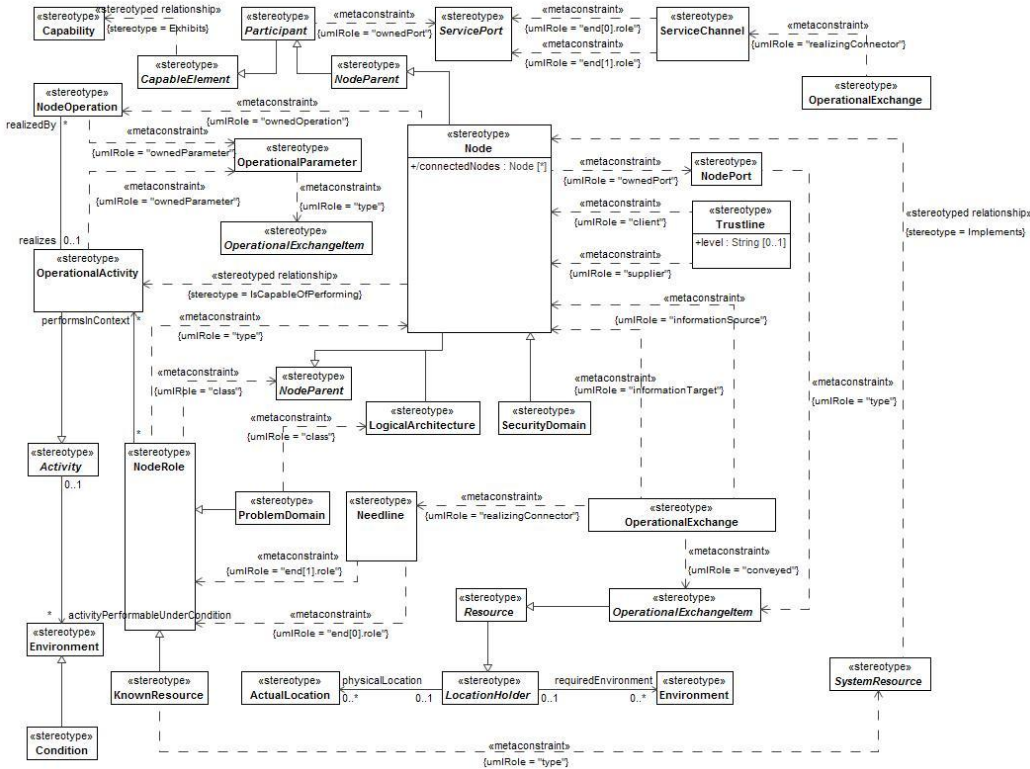 «stereotype»
Capability
«stereotyped relationship»
{stereotype = Exhibits}
«stereotype»
Participant
«metaconstraint»
{umlRole = "ownedPort"}
«stereotype»
ServicePort
«metaconstraint»
{umlRole = "end[0].role"}
«metaconstraint»
{umlRole = "end[1].role"}
«stereotype»
ServiceChannel
«metaconstraint»
{umlRole = "realizingConnector"}
«stereotype»
OperationalExchange
«stereotype»
CapableElement
«stereotype»
NodeParent
«stereotype»
NodeOperation
realizedBy
*
«metaconstraint»
{umlRole = "ownedOperation"}
«metaconstraint»
{umlRole = "ownedParameter"}
«stereotype»
OperationalParameter
«metaconstraint»
{umlRole = "ownedParameter"}
«metaconstraint»
{umlRole = "type"}
«stereotype»
OperationalExchangeItem
«stereotype»
Node
+/connectedNodes : Node [*]
«metaconstraint»
{umlRole = "ownedPort"}
«stereotype»
NodePort
«metaconstraint»
{umlRole = "client"}
«stereotype»
Trustline
+level : String [0..1]
«metaconstraint»
{umlRole = "supplier"}
«stereotyped relationship»
{stereotype = Implements}
realizes
0..1
«stereotype»
OperationalActivity
«stereotyped relationship»
{stereotype = IsCapableOfPerforming}
performsInContext
*
«metaconstraint»
{umlRole = "type"}
«metaconstraint»
{umlRole = "informationSource"}
«metaconstraint»
{umlRole = "class"}
«stereotype»
NodeParent
«metaconstraint»
{umlRole = "informationTarget"}
«metaconstraint»
{umlRole = "type"}
«stereotype»
LogicalArchitecture
«stereotype»
SecurityDomain
«metaconstraint»
{umlRole = "class"}
*
«stereotype»
Activity
0..1
«stereotype»
NodeRole
«stereotype»
ProblemDomain
«stereotype»
Needline
«metaconstraint»
{umlRole = "realizingConnector"}
«stereotype»
OperationalExchange
«metaconstraint»
{umlRole = "end[1].role"}
«metaconstraint»
{umlRole = "conveyed"}
*
activityPerformableUnderCondition
«metaconstraint»
{umlRole = "end[0].role"}
«stereotype»
Resource
«stereotype»
OperationalExchangeItem
«stereotype»
Environment
«stereotype»
KnownResource
«stereotype»
ActualLocation
physicalLocation
0..*
0..1
«stereotype»
LocationHolder
requiredEnvironment
0..1
0..*
«stereotype»
Environment
«stereotype»
SystemResource
«stereotype»
Condition
«metaconstraint»
{umlRole = "type"}